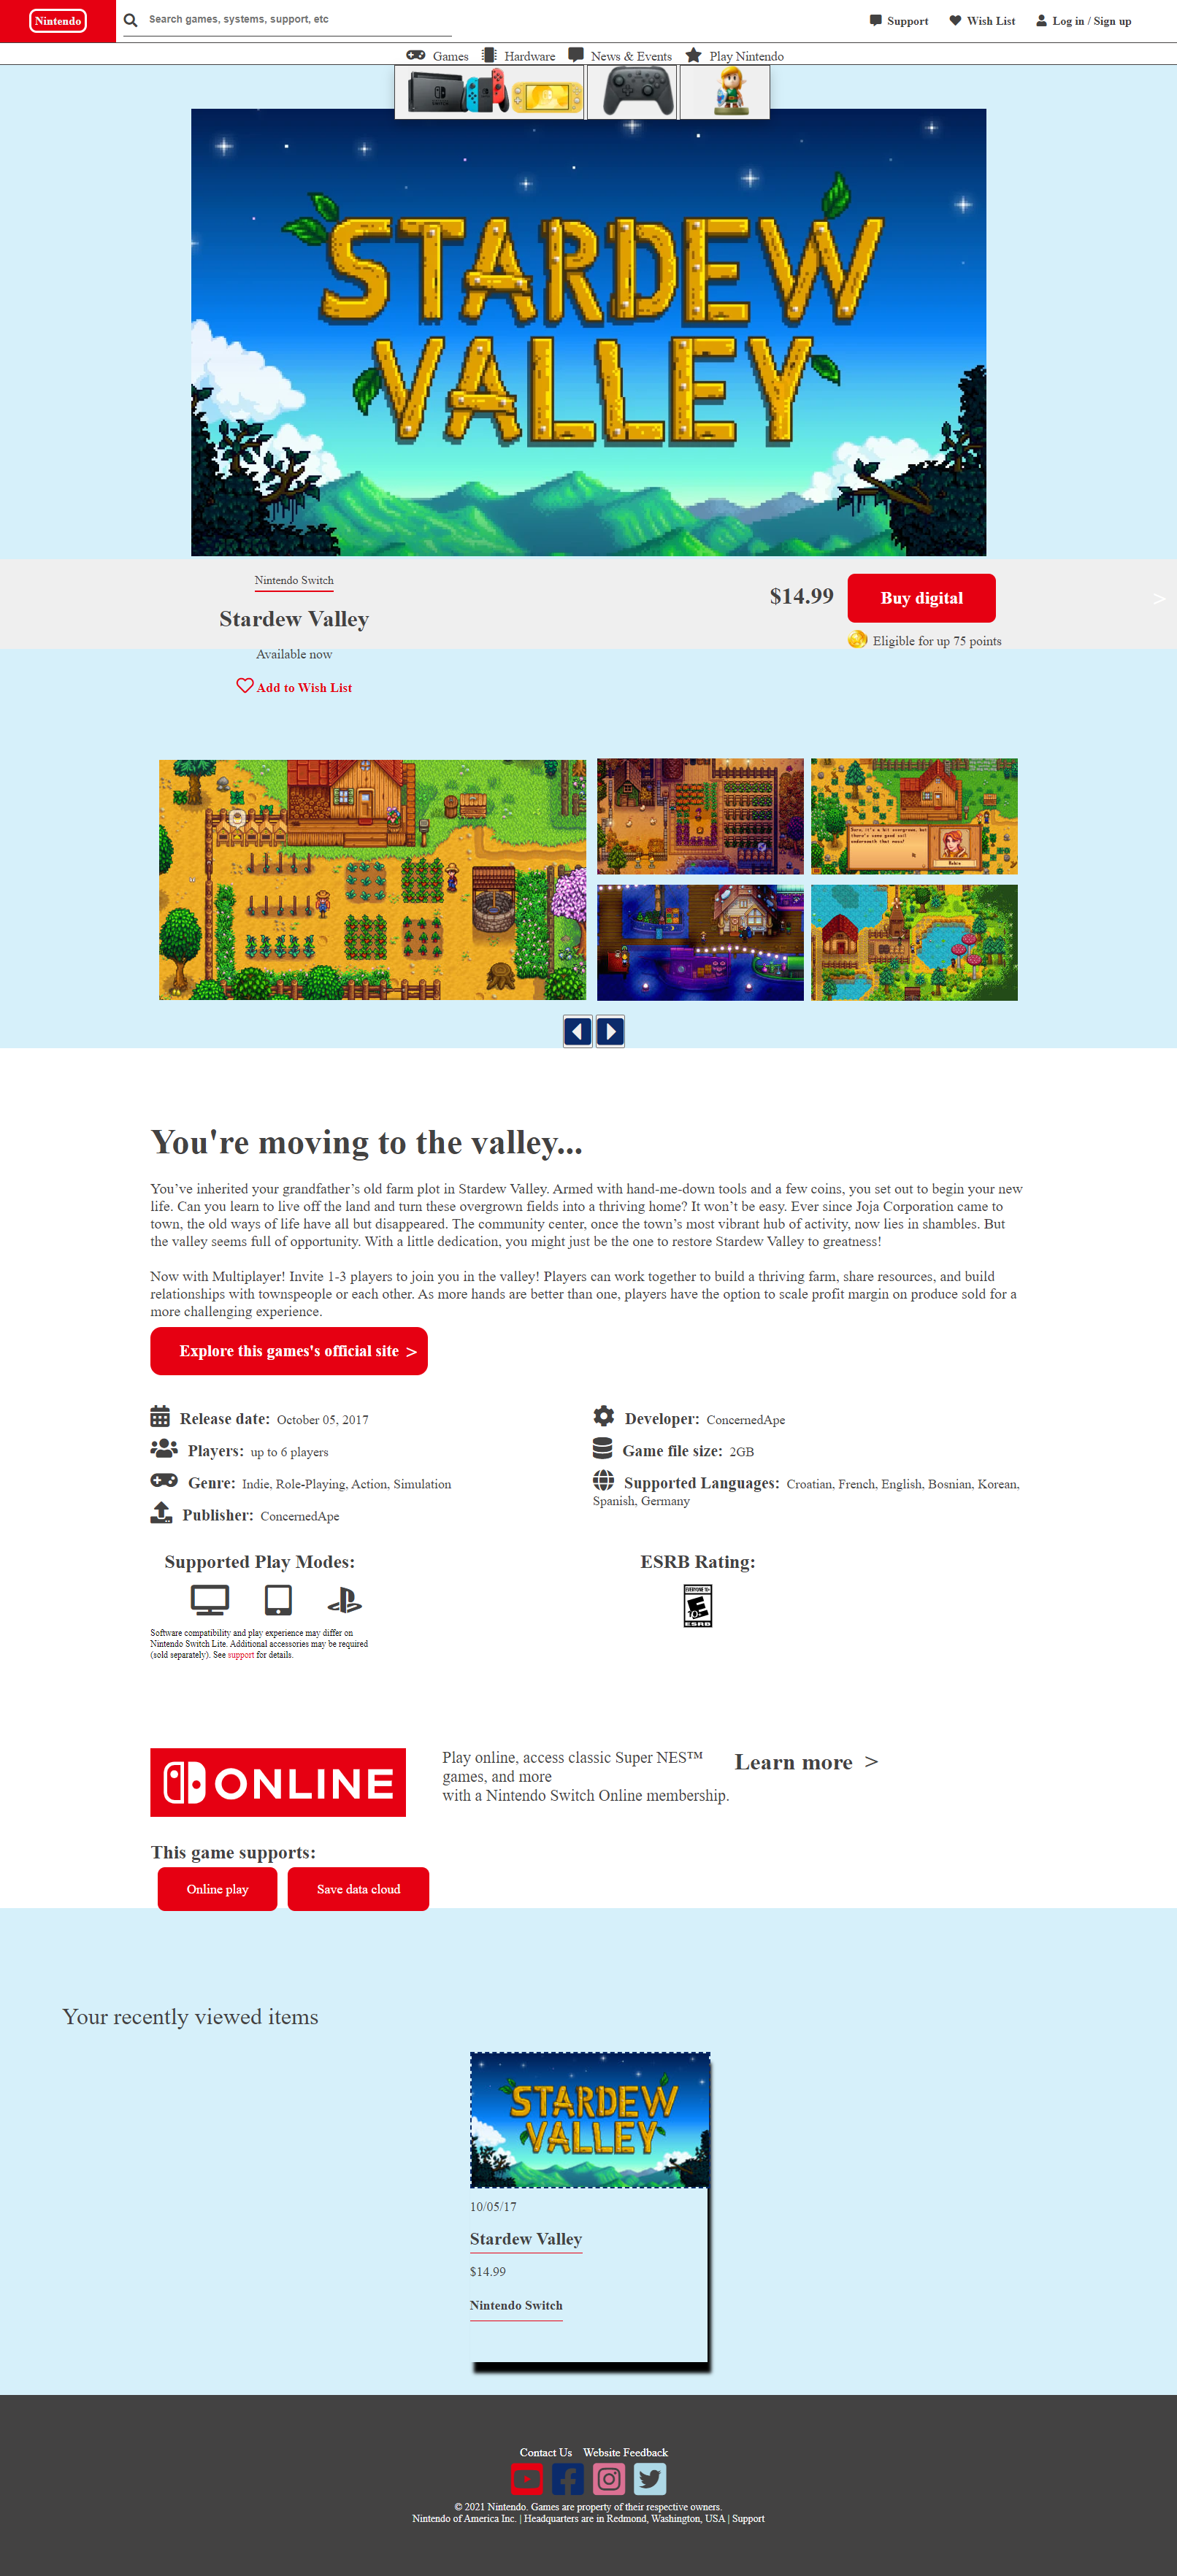 Nintendo
Search games, systems, support, etc
Support
Wish List
Log in / Sign up
Games
Hardware
News & Events
Play Nintendo
STARDEW
VALLEY
Nintendo Switch
Stardew Valley
Available now
Add to Wish List
$14.99
Buy digital
>
Eligible for up 75 points
Sure, it's a bit overgrown, but
there's some good soil
underneath that mess!
Robin
You're moving to the valley...
You’ve inherited your grandfather’s old farm plot in Stardew Valley. Armed with hand-me-down tools and a few coins, you set out to begin your new
life. Can you learn to live off the land and turn these overgrown fields into a thriving home? It won’t be easy. Ever since Joja Corporation came to
town, the old ways of life have all but disappeared. The community center, once the town’s most vibrant hub of activity, now lies in shambles. But
the valley seems full of opportunity. With a little dedication, you might just be the one to restore Stardew Valley to greatness!
Now with Multiplayer! Invite 1-3 players to join you in the valley! Players can work together to build a thriving farm, share resources, and build
relationships with townspeople or each other. As more hands are better than one, players have the option to scale profit margin on produce sold for a
more challenging experience.
Explore this games's official site >
Release date: October 05, 2017
Players: up to 6 players
Genre: Indie, Role-Playing, Action, Simulation
Publisher: ConcernedApe
Developer: ConcernedApe
Game file size: 2GB
Supported Languages: Croatian, French, English, Bosnian, Korean,
Spanish, Germany
Supported Play Modes:
Software compatibility and play experience may differ on
Nintendo Switch Lite. Additional accessories may be required
(sold separately). See support for details.
ESRB Rating:
EVERYONE 10+
E
10+
ESRB
ONLINE
Play online, access classic Super NES™
games, and more
with a Nintendo Switch Online membership.
Learn more >
This game supports:
Online play
Save data cloud
Your recently viewed items
STARDEW
VALLEY
10/05/17
Stardew Valley
$14.99
Nintendo Switch
Contact Us
Website Feedback
© 2021 Nintendo. Games are property of their respective owners.
Nintendo of America Inc. | Headquarters are in Redmond, Washington, USA | Support